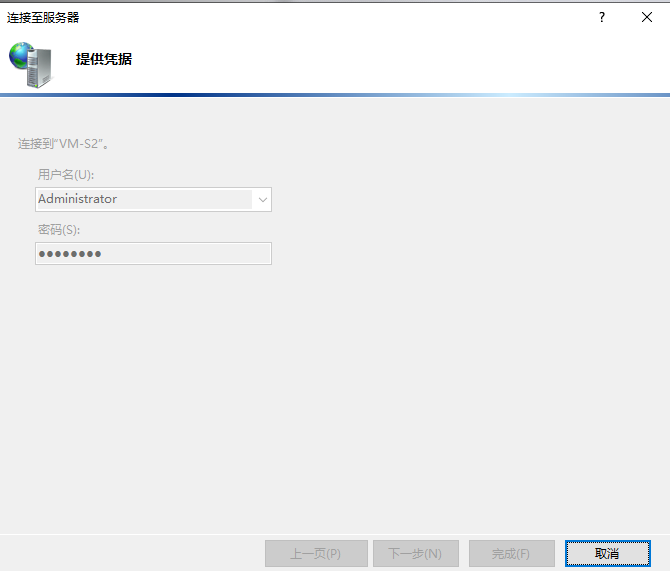 连接至服务器
?
提供凭据
连接到"VM-S2"。
用户名(U):
Administrator
密码(S):
●●●●●●●●
上一页(P) 下一步(N) 完成(F) 取消